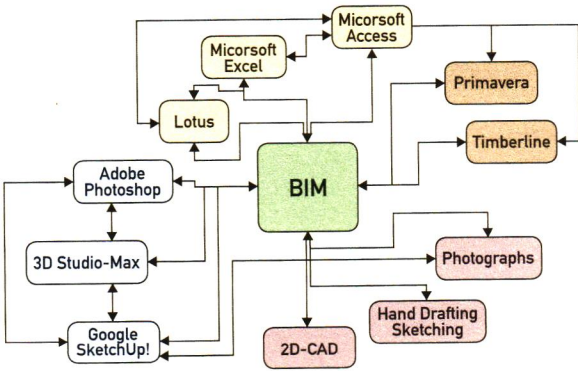 Micorsoft
Access
Micorsoft
Excel
Primavera
Lotus
Timberline
Adobe
Photoshop
BIM
3D Studio-Max
Photographs
Google
SketchUp!
Hand Drafting
Sketching
2D-CAD